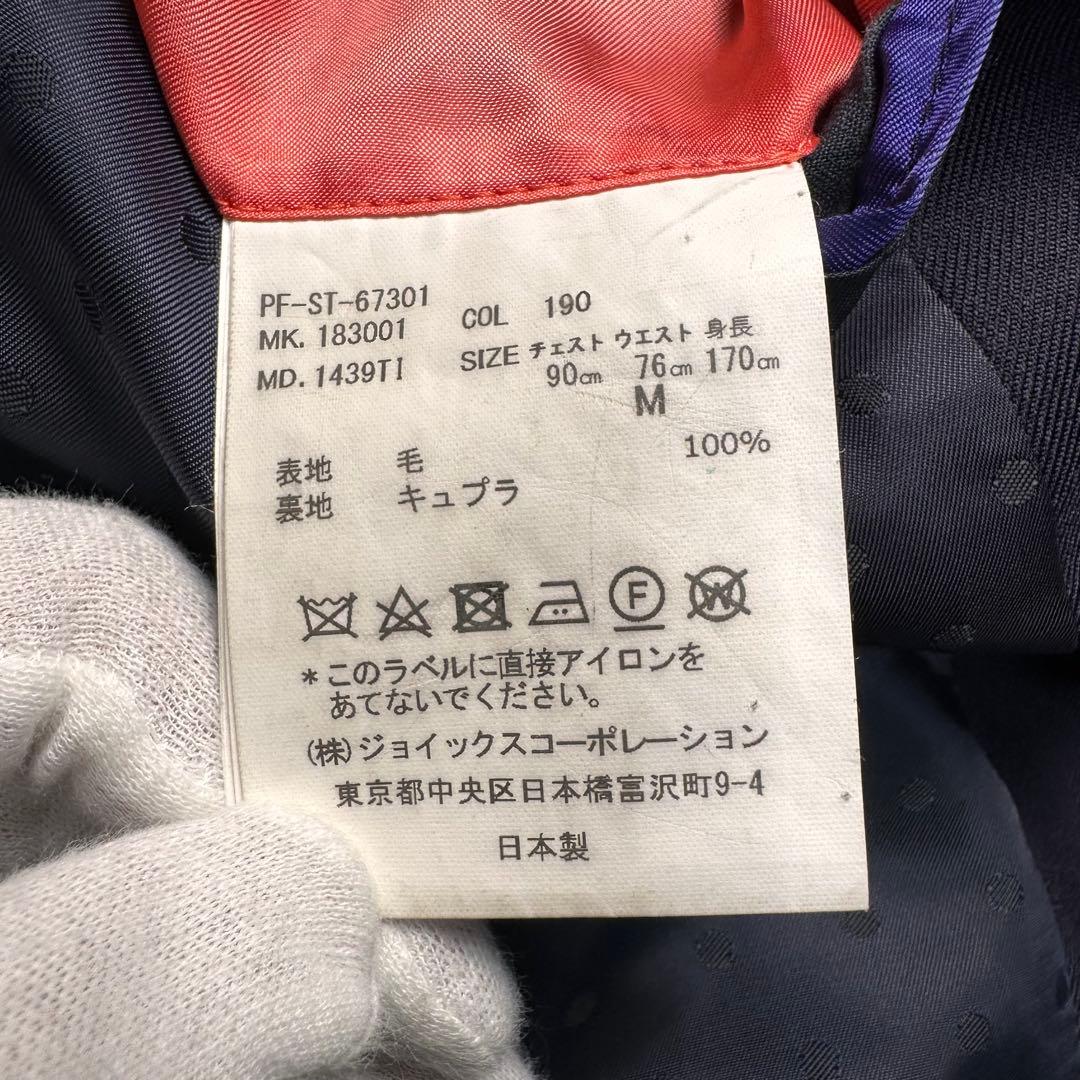 PF-ST-67301
MK. 183001
MD. 1439TI
COL 190
SIZE チェスト ウエスト 身長
90㎝ 76㎝ 170㎝
M
表地 毛 100%
裏地 キュプラ
F
W
*このラベルに直接アイロンを
あてないでください。
(株)ジョイックスコーポレーション
東京都中央区日本橋富沢町9-4
日本製